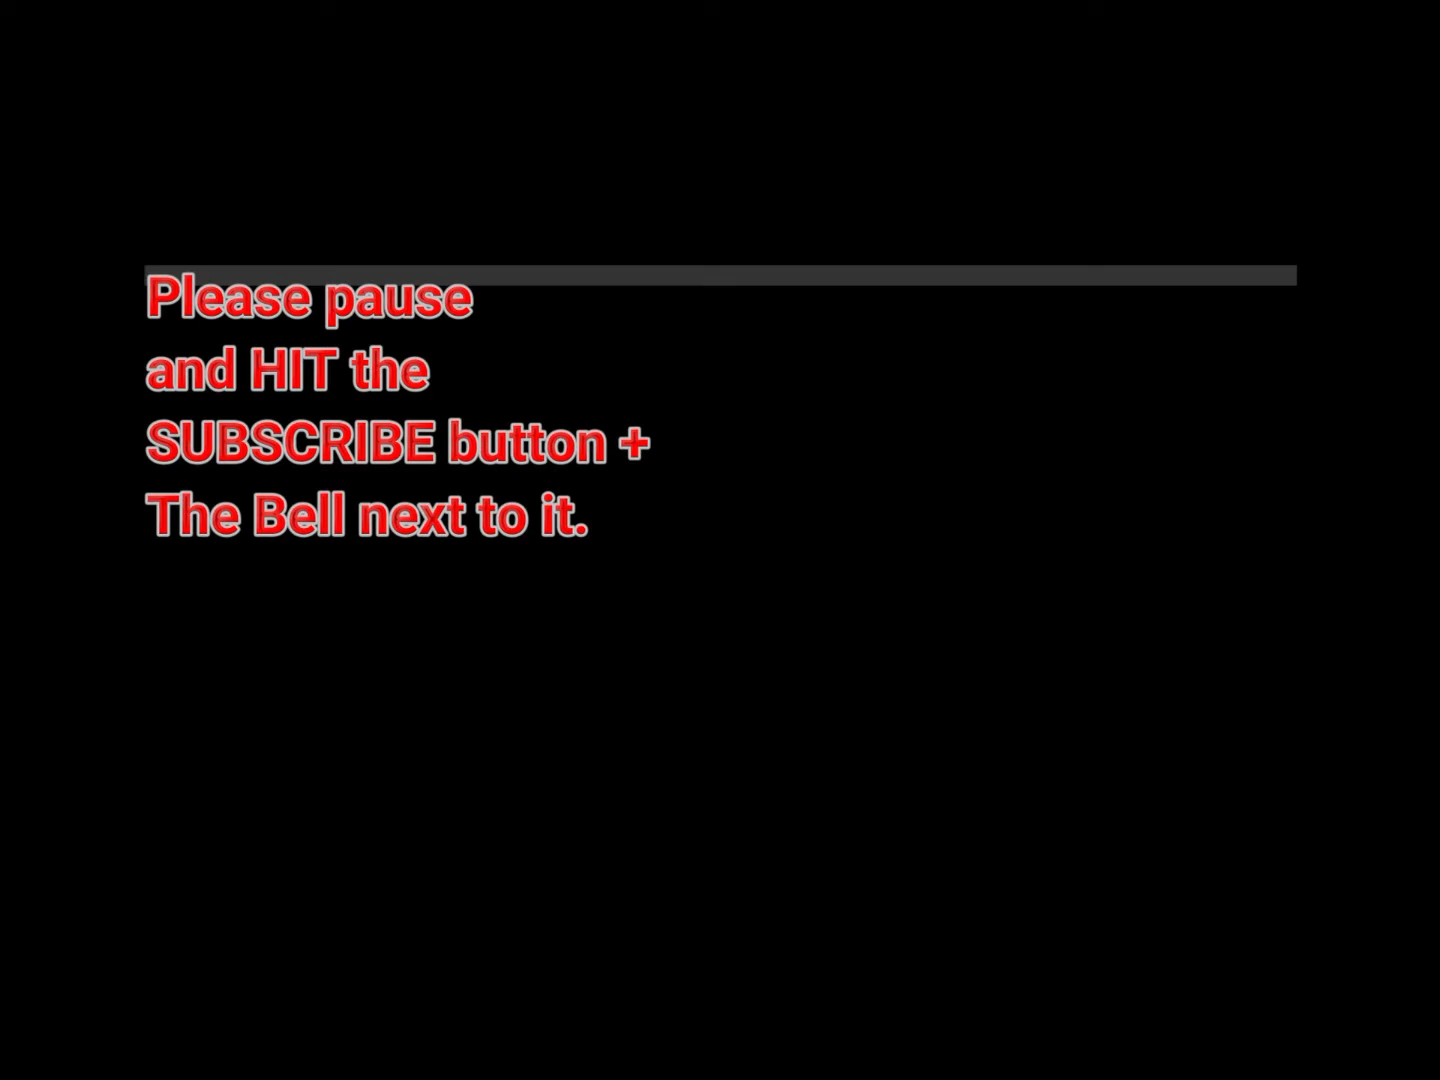 Please pause
and HIT the
SUBSCRIBE button +
The Bell next to it.